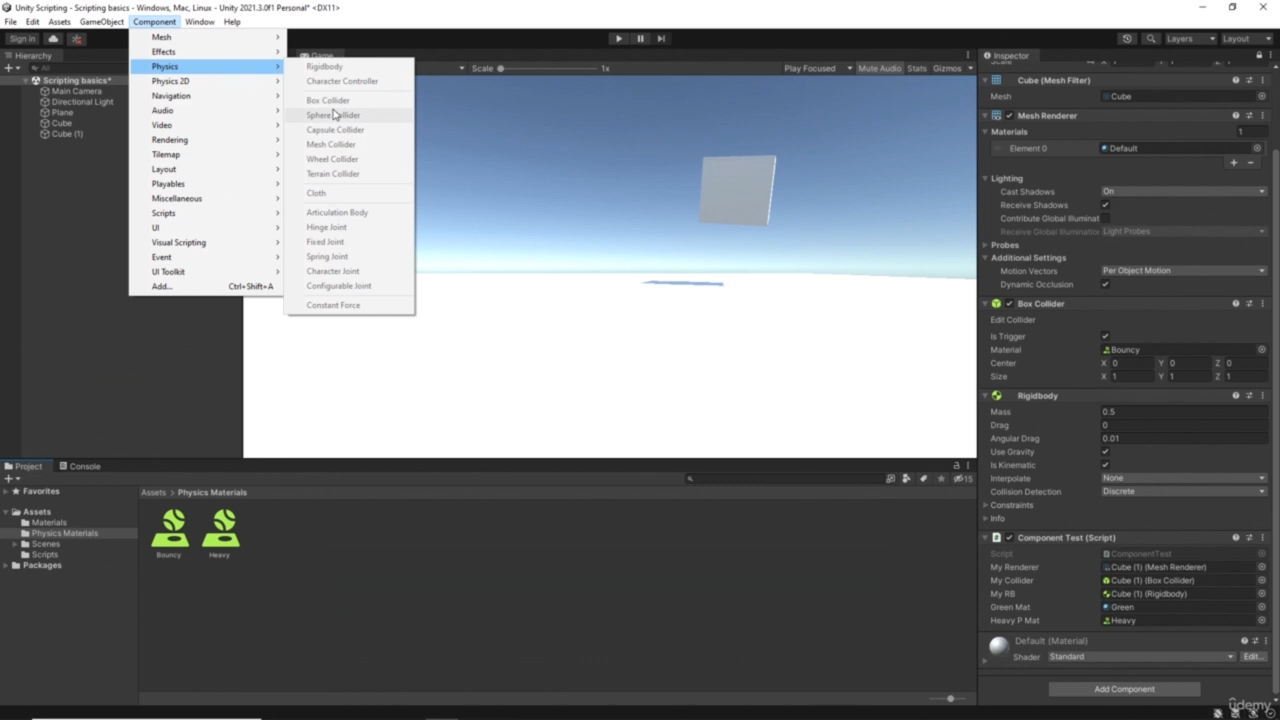 Unity Scripting - Scripting basics - Windows, Mac, Linux - Unity 2021.3.0f1 Personal* <DX11>
File Edit Assets GameObject Component Window Help
Sign in
Layers
Layout
Hierarchy
All
Scripting basics*
Main Camera
Directional Light
Plane
Cube
Cube (1)
Mesh
Effects
Physics
Physics 2D
Navigation
Audio
Video
Rendering
Tilemap
Layout
Playables
Miscellaneous
Scripts
UI
Visual Scripting
Event
UI Toolkit
Add... Ctrl+Shift+A
Rigidbody
Character Controller
Box Collider
Sphere Collider
Capsule Collider
Mesh Collider
Wheel Collider
Terrain Collider
Cloth
Articulation Body
Hinge Joint
Fixed Joint
Spring Joint
Character Joint
Configurable Joint
Constant Force
Game
Scale 1x Play Focused Mute Audio Stats Gizmos
Inspector
Cube (Mesh Filter)
Mesh Cube
Mesh Renderer
Materials 1
Element 0 Default
Lighting
Cast Shadows On
Receive Shadows
Contribute Global Illuminat
Receive Global Illumination Light Probes
Probes
Additional Settings
Motion Vectors Per Object Motion
Dynamic Occlusion
Box Collider
Edit Collider
Is Trigger
Material Bouncy
Center X 0 Y 0 Z 0
Size X 1 Y 1 Z 1
Rigidbody
Mass 0.5
Drag 0
Angular Drag 0.01
Use Gravity
Is Kinematic
Interpolate None
Collision Detection Discrete
Constraints
Info
Component Test (Script)
Script ComponentTest
My Renderer Cube (1) (Mesh Renderer)
My Collider Cube (1) (Box Collider)
My RB Cube (1) (Rigidbody)
Green Mat Green
Heavy P Mat Heavy
Default (Material)
Shader Standard Edit...
Add Component
Project Console
15
Favorites
Assets
Materials
Physics Materials
Scenes
Scripts
Packages
Assets > Physics Materials
Bouncy Heavy
udemy